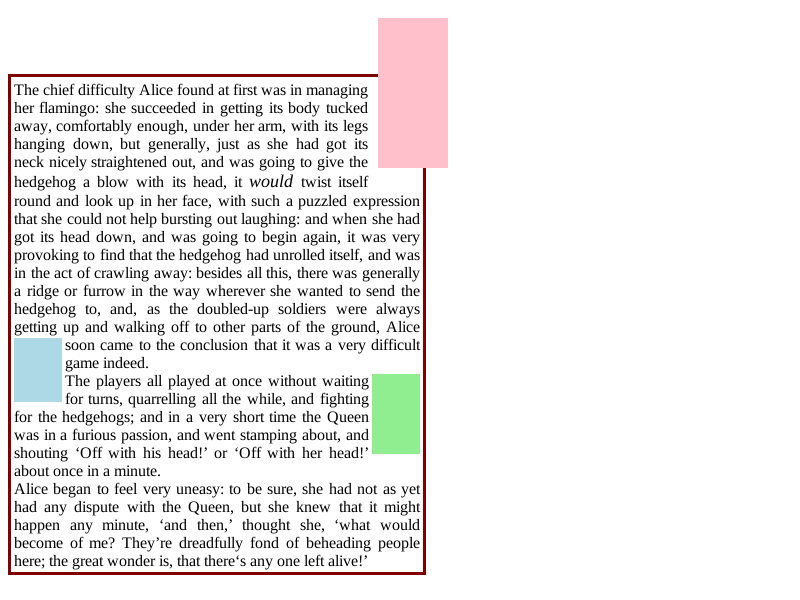 The chief difficulty Alice found at first was in managing
her flamingo: she succeeded in getting its body tucked
away, comfortably enough, under her arm, with its legs
hanging down, but generally, just as she had got its
neck nicely straightened out, and was going to give the
hedgehog a blow with its head, it would twist itself
round and look up in her face, with such a puzzled expression
that she could not help bursting out laughing: and when she had
got its head down, and was going to begin again, it was very
provoking to find that the hedgehog had unrolled itself, and was
in the act of crawling away: besides all this, there was generally
a ridge or furrow in the way wherever she wanted to send the
hedgehog to, and, as the doubled-up soldiers were always
getting up and walking off to other parts of the ground, Alice
soon came to the conclusion that it was a very difficult
game indeed.
The players all played at once without waiting
for turns, quarrelling all the while, and fighting
for the hedgehogs; and in a very short time the Queen
was in a furious passion, and went stamping about, and
shouting ‘Off with his head!’ or ‘Off with her head!’
about once in a minute.
Alice began to feel very uneasy: to be sure, she had not as yet
had any dispute with the Queen, but she knew that it might
happen any minute, ‘and then,’ thought she, ‘what would
become of me? They’re dreadfully fond of beheading people
here; the great wonder is, that there‘s any one left alive!’